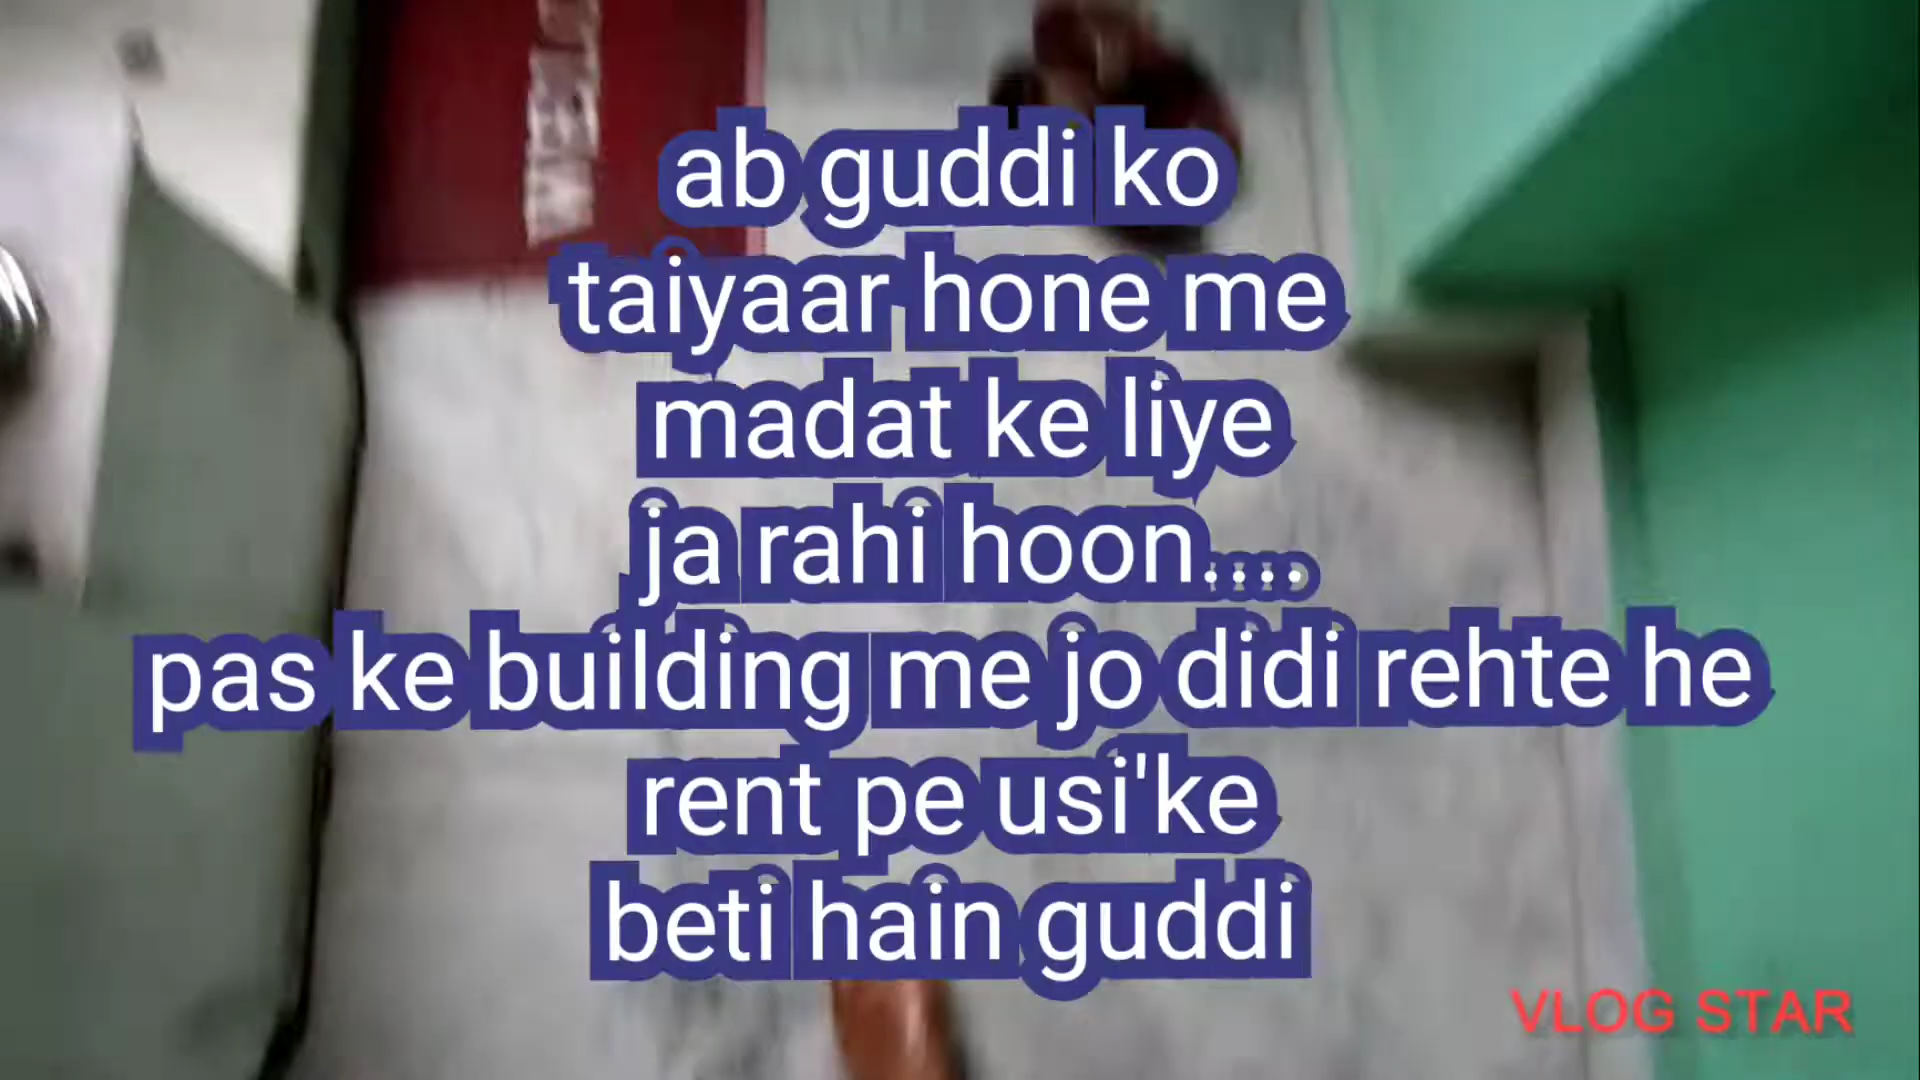 ab guddi ko
taiyaar hone me
madat ke liye
ja rahi hoon....
pas ke building me jo didi rehte he
rent pe usi'ke
beti hain guddi
VLOG STAR